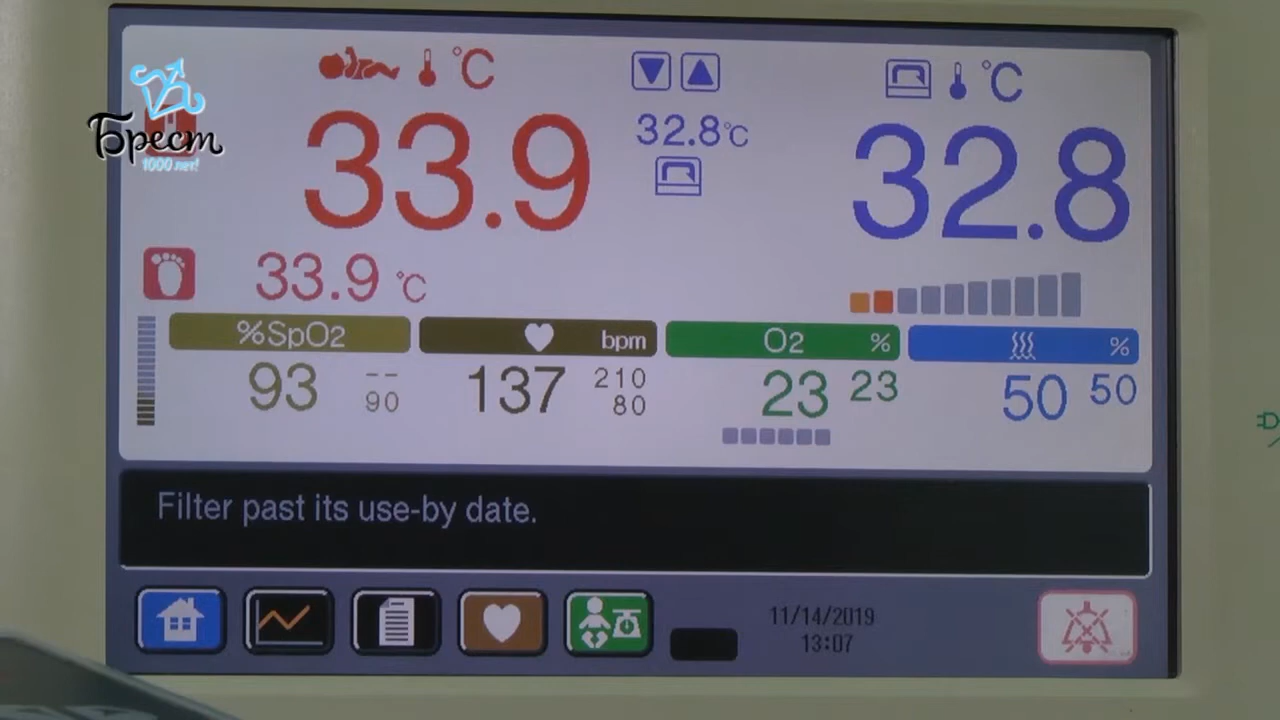 Брест
1000 лет!
°C
33.9
32.8°C
°C
32.8
33.9 °C
%SpO2
bpm
O2 %
%
93
--
90
137
210
80
23 23
50 50
Filter past its use-by date.
11/14/2019
13:07